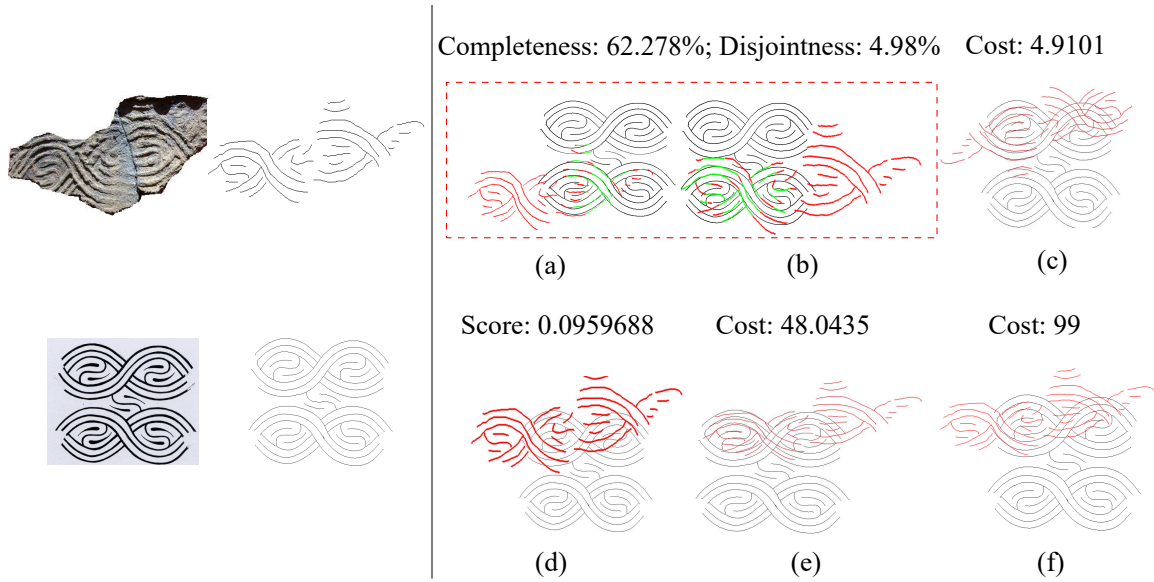 Completeness: 62.278%; Disjointness: 4.98%
Cost: 4.9101
(a)
(b)
(c)
Score: 0.0959688
Cost: 48.0435
Cost: 99
(d)
(e)
(f)